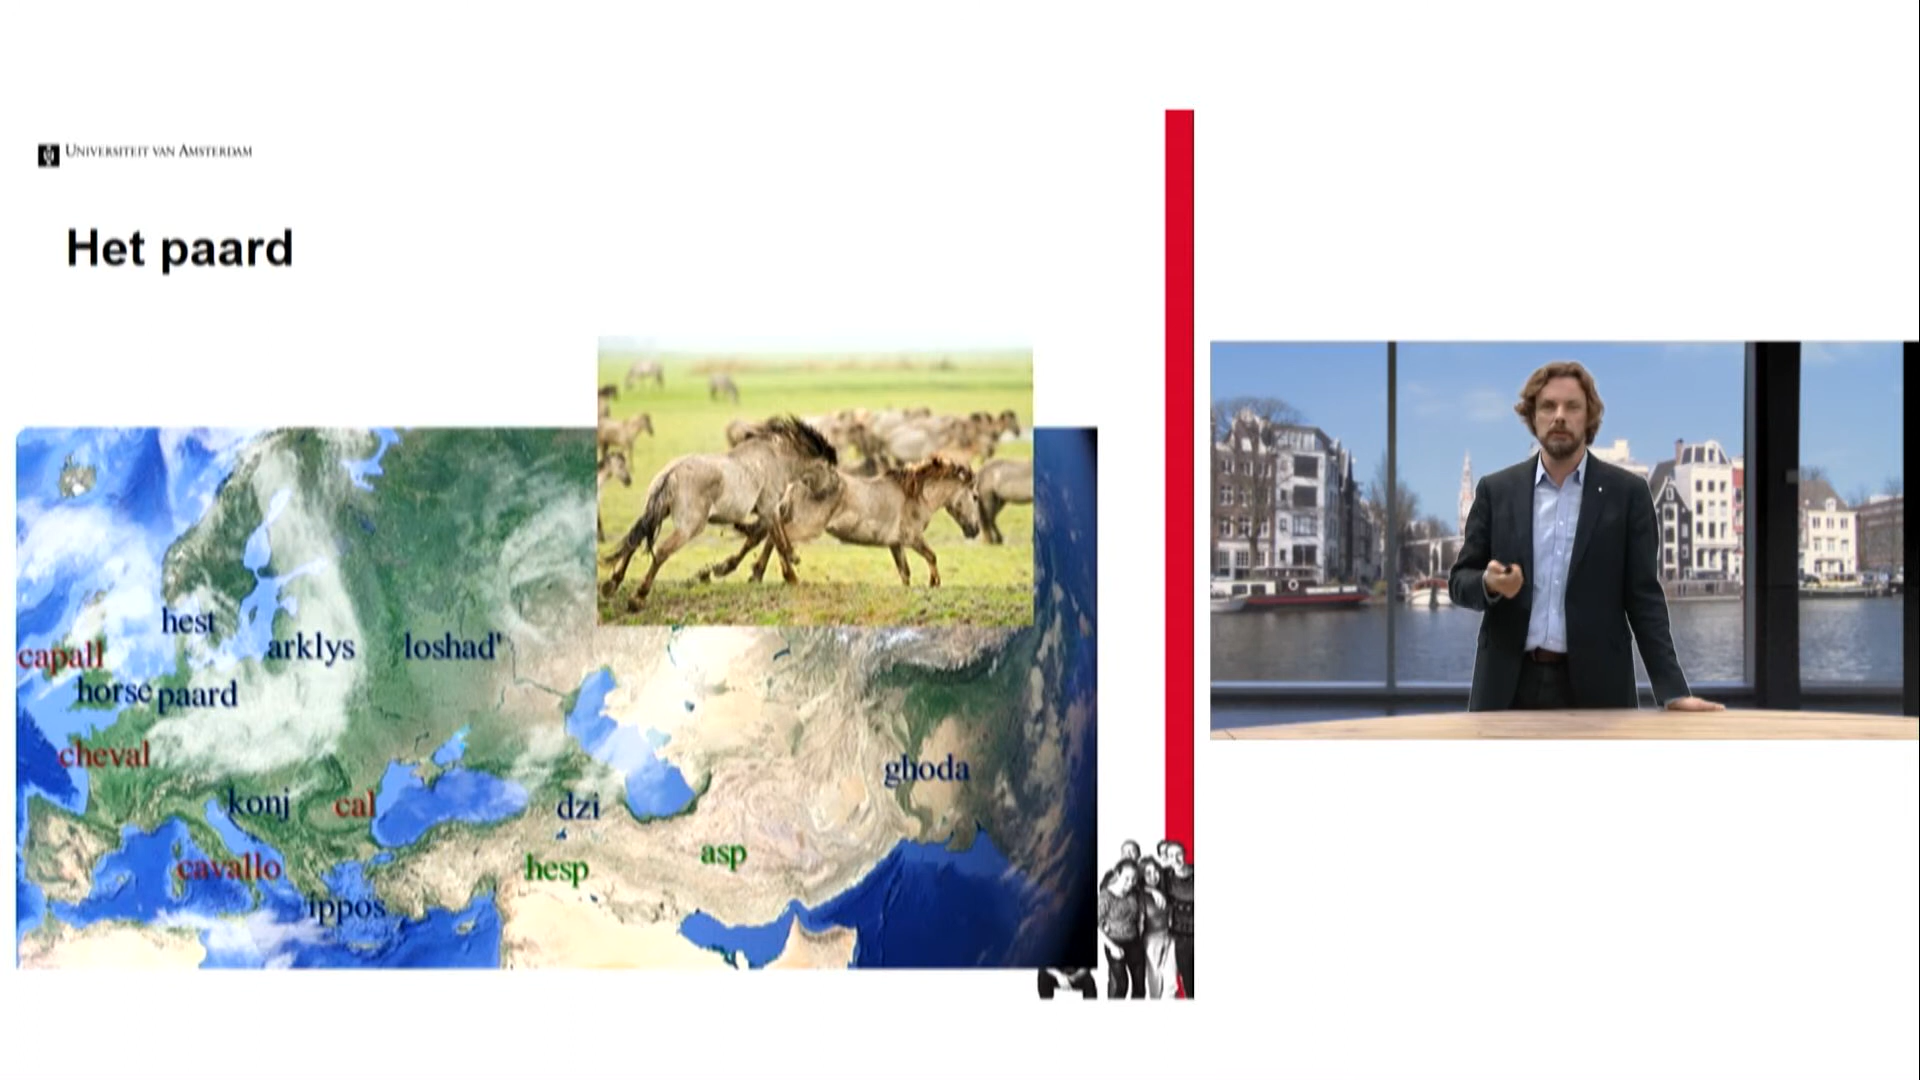 UNIVERSITEIT VAN AMSTERDAM
Het paard
hest
capall
arklys
loshad'
horse
paard
cheval
ghoda
konj
cal
dzi
cavallo
hesp
asp
ippos